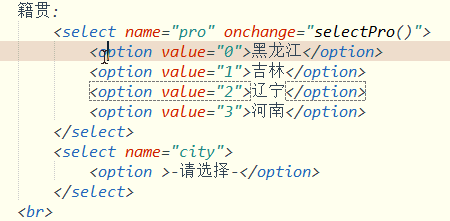 籍贯:
<select name="pro" onchange="selectPro()">
<option value="0">黑龙江</option>
<option value="1">吉林</option>
<option value="2">辽宁</option>
<option value="3">河南</option>
</select>
<select name="city">
<option >-请选择-</option>
</select>
<br>